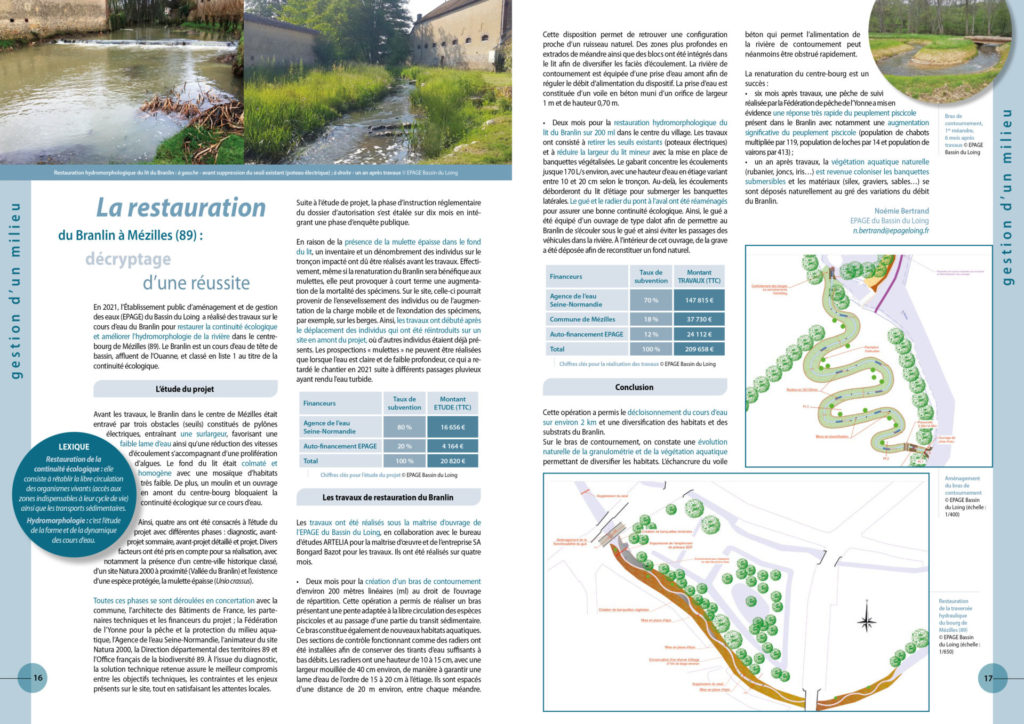 Restauration hydromorphologique du lit du Branlin : à gauche - avant suppression du seuil existant (poteau électrique) ; à droite - un an après travaux © EPAGE Bassin du Loing
gestion d'un milieu
La restauration
du Branlin à Mézilles (89) :
décryptage
d'une réussite
En 2021, l'Établissement public d'aménagement et de gestion
des eaux (EPAGE) du Bassin du Loing a réalisé des travaux sur le
cours d'eau du Branlin pour restaurer la continuité écologique
et améliorer l'hydromorphologie de la rivière dans le centre-
bourg de Mézilles (89). Le Branlin est un cours d'eau de tête de
bassin, affluent de l'Ouanne, et classé en liste 1 au titre de la
continuité écologique.
L'étude du projet
Avant les travaux, le Branlin dans le centre de Mézilles était
entravé par trois obstacles (seuils) constitués de pylônes
électriques, entraînant une surlargeur, favorisant une
faible lame d'eau ainsi qu'une réduction des vitesses
d'écoulement s'accompagnant d'une prolifération
d'algues. Le fond du lit était colmaté et
homogène avec une mosaïque d'habitats
très faible. De plus, un moulin et un ouvrage
en amont du centre-bourg bloquaient la
continuité écologique sur ce cours d'eau.
LEXIQUE
Restauration de la
continuité écologique : elle
consiste à rétablir la libre circulation
des organismes vivants (accès aux
zones indispensables à leur cycle de vie)
ainsi que les transports sédimentaires.
Hydromorphologie : c'est l'étude
de la forme et de la dynamique
des cours d'eau.
Ainsi, quatre ans ont été consacrés à l'étude du
projet avec différentes phases : diagnostic, avant-
projet sommaire, avant-projet détaillé et projet. Divers
facteurs ont été pris en compte pour sa réalisation, avec
notamment la présence d'un centre-ville historique classé,
d'un site Natura 2000 à proximité (Vallée du Branlin) et l'existence
d'une espèce protégée, la mulette épaisse (Unio crassus).
Toutes ces phases se sont déroulées en concertation avec la
commune, l'architecte des Bâtiments de France, les parte-
naires techniques et les financeurs du projet ; la Fédération
de l'Yonne pour la pêche et la protection du milieu aqua-
tique, l'Agence de l'eau Seine-Normandie, l'animateur du site
Natura 2000, la Direction départemental des territoires 89 et
l'Office français de la biodiversité 89. À l'issue du diagnostic,
la solution technique retenue assure le meilleur compromis
entre les objectifs techniques, les contraintes et les enjeux
présents sur le site, tout en satisfaisant les attentes locales.
16
Suite à l'étude de projet, la phase d'instruction réglementaire
du dossier d'autorisation s'est étalée sur dix mois en inté-
grant une phase d'enquête publique.
En raison de la présence de la mulette épaisse dans le fond
du lit, un inventaire et un dénombrement des individus sur le
tronçon impacté ont dû être réalisés avant les travaux. Effecti-
vement, même si la renaturation du Branlin sera bénéfique aux
mulettes, elle peut provoquer à court terme une augmenta-
tion de la mortalité des spécimens. Sur le site, celle-ci pourrait
provenir de l'ensevelissement des individus ou de l'augmen-
tation de la charge mobile et de l'exondation des spécimens,
par exemple, sur les berges. Ainsi, les travaux ont débuté après
le déplacement des individus qui ont été réintroduits sur un
site en amont du projet, où d'autres individus étaient déjà pré-
sents. Les prospections « mulettes » ne peuvent être réalisées
que lorsque l'eau est claire et de faible profondeur, ce qui a re-
tardé le chantier en 2021 suite à différents passages pluvieux
ayant rendu l'eau turbide.
Financeurs Taux de subvention Montant ETUDE (TTC)
Agence de l'eau Seine-Normandie 80 % 16 656 €
Auto-financement EPAGE 20 % 4 164 €
Total 100 % 20 820 €
Chiffres clés pour l'étude du projet © EPAGE Bassin du Loing
Les travaux de restauration du Branlin
Les travaux ont été réalisés sous la maîtrise d'ouvrage de
l'EPAGE du Bassin du Loing, en collaboration avec le bureau
d'études ARTELIA pour la maîtrise d'œuvre et de l'entreprise SA
Bongard Bazot pour les travaux. Ils ont été réalisés sur quatre
mois.
• Deux mois pour la création d'un bras de contournement
d'environ 200 mètres linéaires (ml) au droit de l'ouvrage
de répartition. Cette opération a permis de réaliser un bras
présentant une pente adaptée à la libre circulation des espèces
piscicoles et au passage d'une partie du transit sédimentaire.
Ce bras constitue également de nouveaux habitats aquatiques.
Des sections de contrôle fonctionnant comme des radiers ont
été installées afin de conserver des tirants d'eau suffisants à
bas débits. Les radiers ont une hauteur de 10 à 15 cm, avec une
largeur mouillée de 40 cm environ, de manière à garantir une
lame d'eau de l'ordre de 15 à 20 cm à l'étiage. Ils sont espacés
d'une distance de 20 m environ, entre chaque méandre.
Cette disposition permet de retrouver une configuration
proche d'un ruisseau naturel. Des zones plus profondes en
extrados de méandre ainsi que des blocs ont été intégrés dans
le lit afin de diversifier les faciès d'écoulement. La rivière de
contournement est équipée d'une prise d'eau amont afin de
réguler le débit d'alimentation du dispositif. La prise d'eau est
constituée d'un voile en béton muni d'un orifice de largeur
1 m et de hauteur 0,70 m.
• Deux mois pour la restauration hydromorphologique du
lit du Branlin sur 200 ml dans le centre du village. Les travaux
ont consisté à retirer les seuils existants (poteaux électriques)
et à réduire la largeur du lit mineur avec la mise en place de
banquettes végétalisées. Le gabarit concentre les écoulements
jusque 170 L/s environ, avec une hauteur d'eau en étiage variant
entre 10 et 20 cm selon le tronçon. Au-delà, les écoulements
débordent du lit d'étiage pour submerger les banquettes
latérales. Le gué et le radier du pont à l'aval ont été réaménagés
pour assurer une bonne continuité écologique. Ainsi, le gué a
été équipé d'un ouvrage de type dalot afin de permettre au
Branlin de s'écouler sous le gué et ainsi éviter les passages des
véhicules dans la rivière. À l'intérieur de cet ouvrage, de la grave
a été déposée afin de reconstituer un fond naturel.
Financeurs Taux de subvention Montant TRAVAUX (TTC)
Agence de l'eau Seine-Normandie 70 % 147 815 €
Commune de Mézilles 18 % 37 730 €
Auto-financement EPAGE 12 % 24 112 €
Total 100 % 209 658 €
Chiffres clés pour la réalisation des travaux © EPAGE Bassin du Loing
Conclusion
Cette opération a permis le décloisonnement du cours d'eau
sur environ 2 km et une diversification des habitats et des
substrats du Branlin.
Sur le bras de contournement, on constate une évolution
naturelle de la granulométrie et de la végétation aquatique
permettant de diversifier les habitats. L'échancrure du voile
béton qui permet l'alimentation de
la rivière de contournement peut
néanmoins être obstrué rapidement.
La renaturation du centre-bourg est un
succès :
• six mois après travaux, une pêche de suivi
réalisée par la Fédération de pêche de l'Yonne a mis en
évidence une réponse très rapide du peuplement piscicole
présent dans le Branlin avec notamment une augmentation
significative du peuplement piscicole (population de chabots
multipliée par 119, population de loches par 14 et population de
vairons par 413) ;
• un an après travaux, la végétation aquatique naturelle
(rubanier, joncs, iris…) est revenue coloniser les banquettes
submersibles et les matériaux (silex, graviers, sables…) se
sont déposés naturellement au gré des variations du débit
du Branlin.
Noémie Bertrand
EPAGE du Bassin du Loing
n.bertrand@epageloing.fr
Bras de
contournement,
1er méandre.
6 mois après
travaux © EPAGE
Bassin du Loing
gestion d'un milieu
Aménagement
du bras de
contournement
© EPAGE Bassin
du Loing (échelle :
1/400)
Restauration
de la traversée
hydraulique
du bourg de
Mézilles (89)
© EPAGE Bassin
du Loing (échelle :
1/650)
17